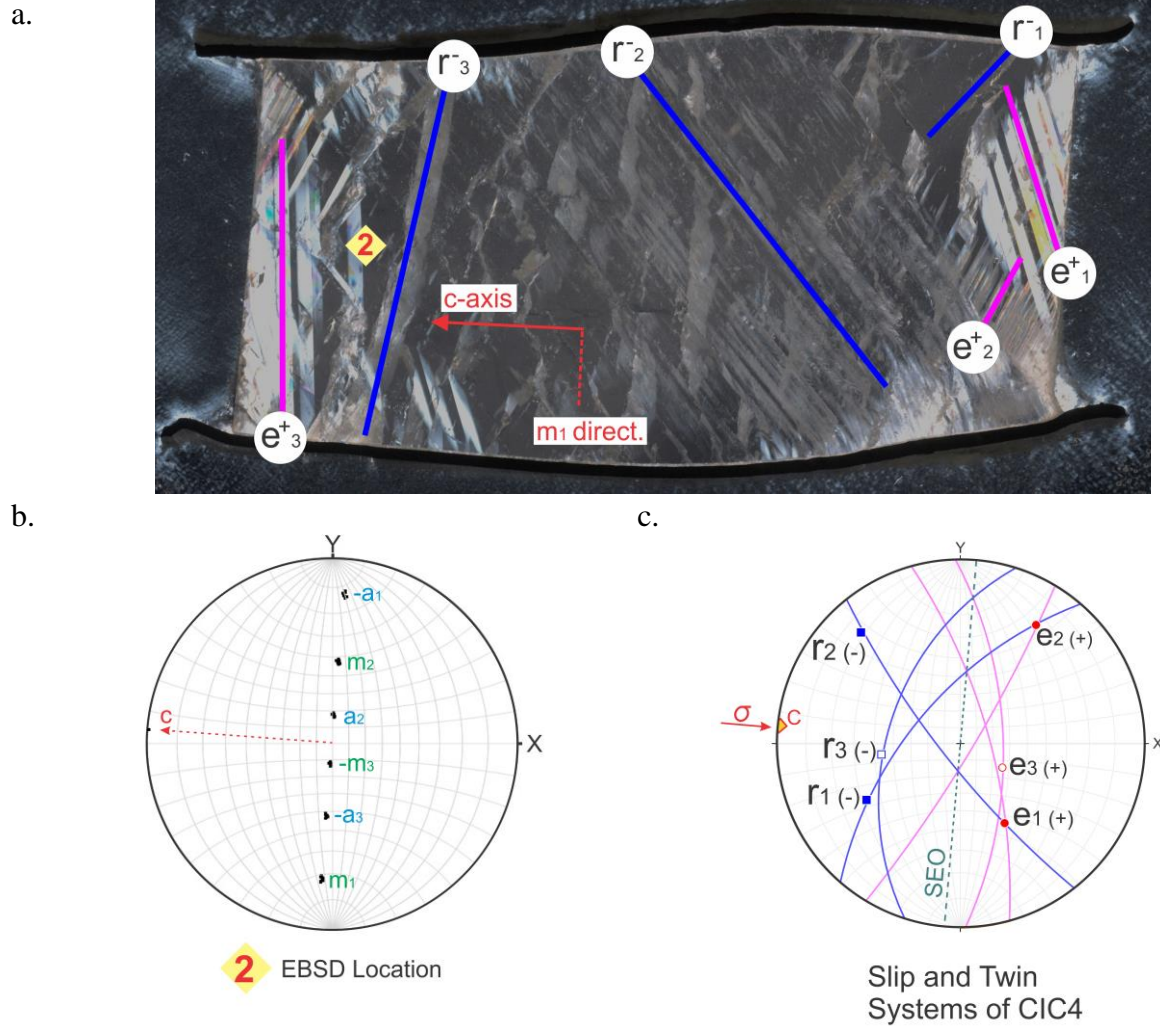 a.
r⁻₃
r⁻₂
r⁻₁
2
c-axis
m₁ direct.
e⁺₃
e⁺₁
e⁺₂
b.
c.
Y
-a₁
m₂
c
a₂
X
-m₃
-a₃
m₁
2 EBSD Location
Y
r₂ (-)
e₂ (+)
σ
C
X
r₃ (-)
e₃ (+)
r₁ (-)
e₁ (+)
SEO
Slip and Twin
Systems of CIC4